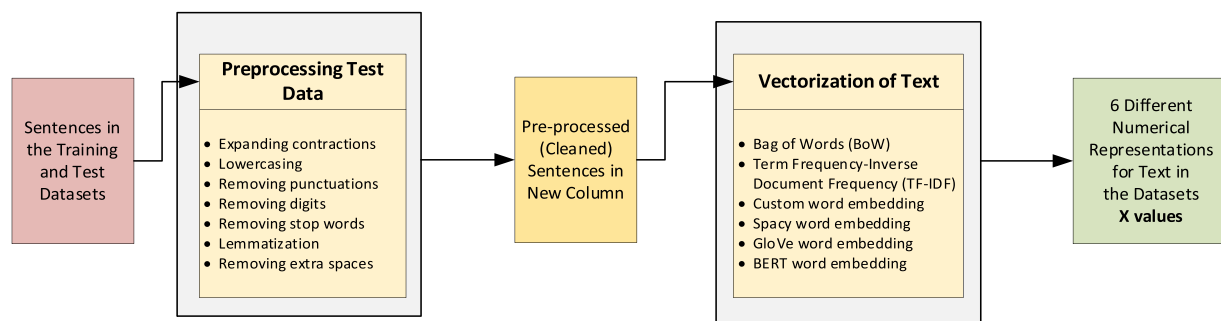 Sentences in
the Training
and Test
Datasets
Preprocessing Test
Data
• Expanding contractions
• Lowercasing
• Removing punctuations
• Removing digits
• Removing stop words
• Lemmatization
• Removing extra spaces
Pre-processed
(Cleaned)
Sentences in
New Column
Vectorization of Text
• Bag of Words (BoW)
• Term Frequency-Inverse
Document Frequency (TF-IDF)
• Custom word embedding
• Spacy word embedding
• GloVe word embedding
• BERT word embedding
6 Different
Numerical
Representations
for Text in
the Datasets
X values